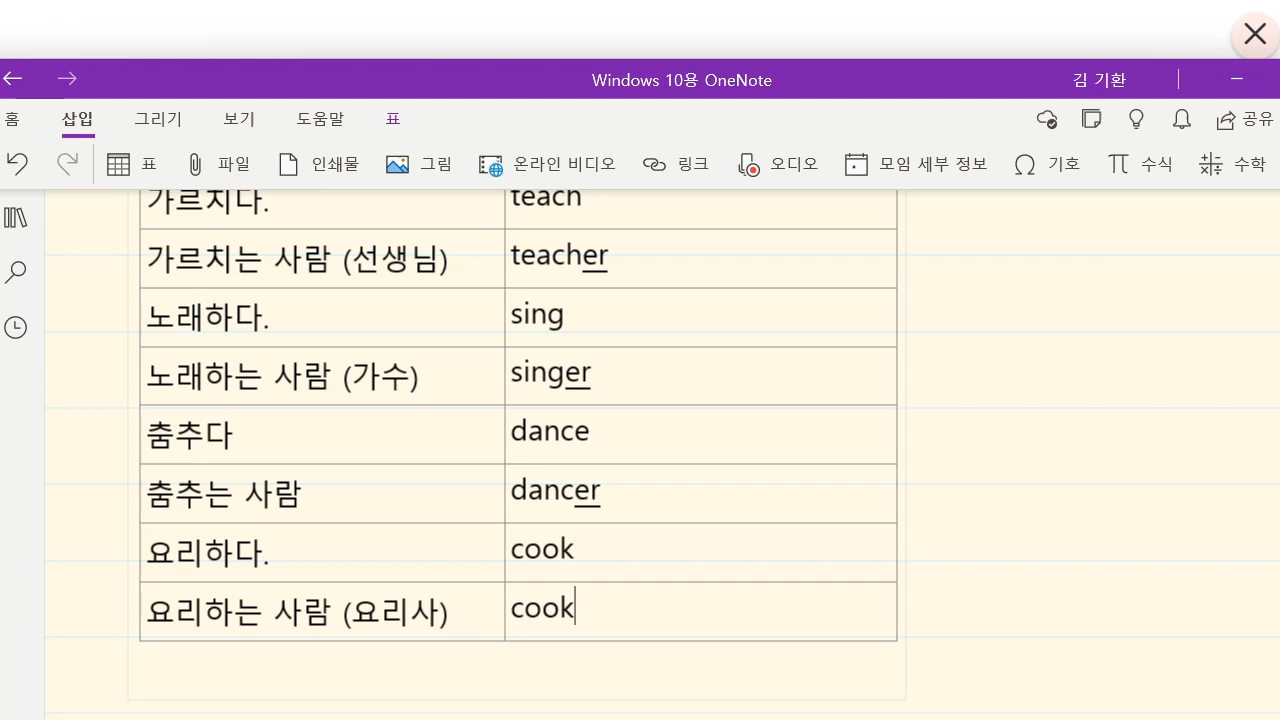 Windows 10용 OneNote 김 기환
홈 삽입 그리기 보기 도움말 표 공유
표 파일 인쇄물 그림 온라인 비디오 링크 오디오 모임 세부 정보 기호 수식 수학
가르치다. teach
가르치는 사람 (선생님) teacher
노래하다. sing
노래하는 사람 (가수) singer
춤추다 dance
춤추는 사람 dancer
요리하다. cook
요리하는 사람 (요리사) cook